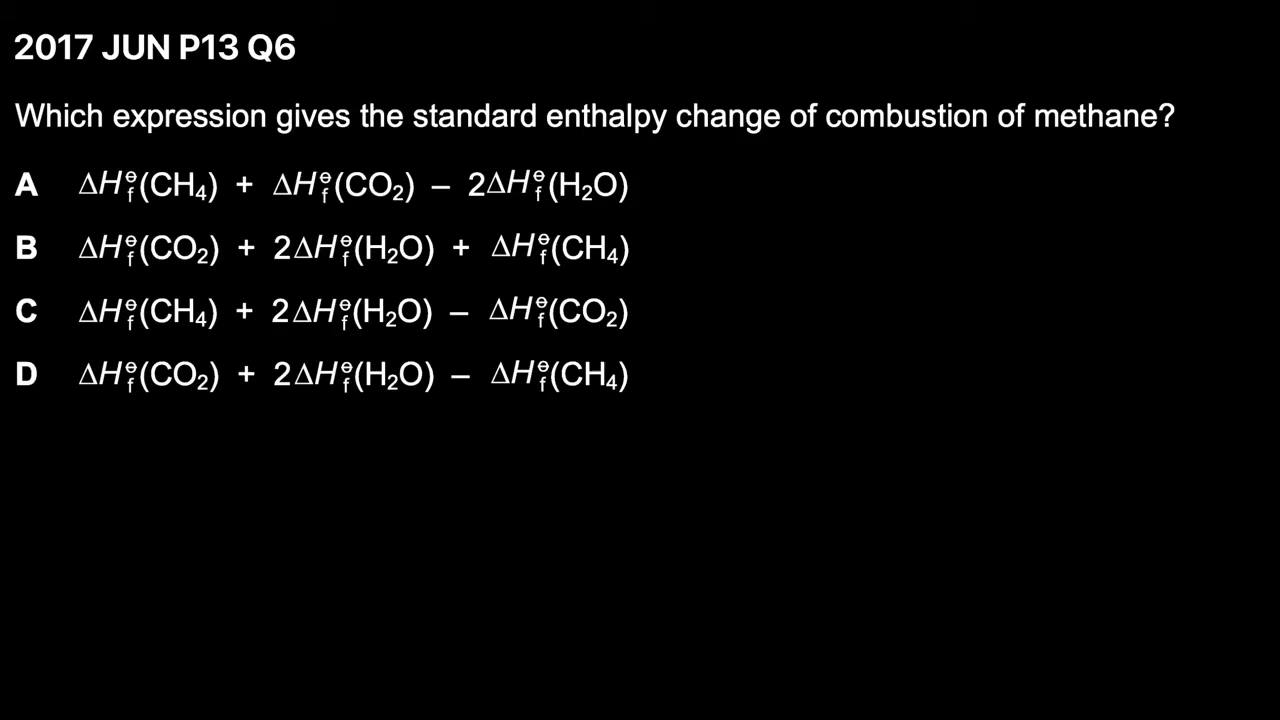 2017 JUN P13 Q6
Which expression gives the standard enthalpy change of combustion of methane?
A ΔH⦵f(CH₄) + ΔH⦵f(CO₂) – 2ΔH⦵f(H₂O)
B ΔH⦵f(CO₂) + 2ΔH⦵f(H₂O) + ΔH⦵f(CH₄)
C ΔH⦵f(CH₄) + 2ΔH⦵f(H₂O) – ΔH⦵f(CO₂)
D ΔH⦵f(CO₂) + 2ΔH⦵f(H₂O) – ΔH⦵f(CH₄)